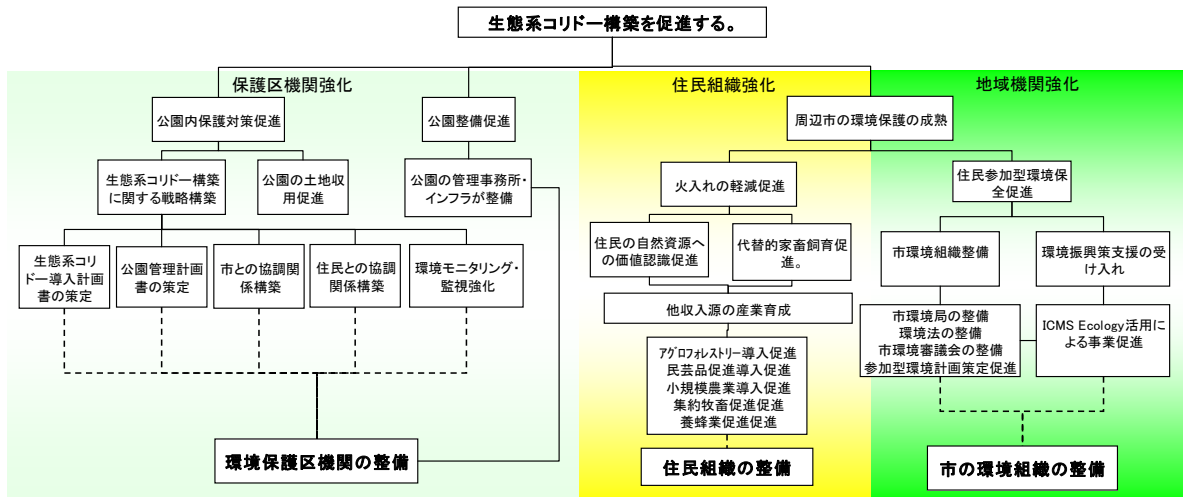 生態系コリドー構築を促進する。
保護区機関強化
住民組織強化
地域機関強化
公園内保護対策促進
公園整備促進
周辺市の環境保護の成熟
生態系コリドー構築
に関する戦略構築
公園の土地収
用促進
公園の管理事務所・
インフラが整備
火入れの軽減促進
住民参加型環境保
全促進
生態系コリ
ドー導入計画
書の策定
公園管理計画
書の策定
市との協調関
係構築
住民との協調
関係構築
環境モニタリング・
監視強化
住民の自然資源へ
の価値認識促進
代替的家畜飼育促
進。
市環境組織整備
環境振興策支援の受
け入れ
他収入源の産業育成
市環境局の整備
環境法の整備
市環境審議会の整備
参加型環境計画策定促進
ICMS Ecology活用
による事業促進
ｱｸﾞﾛﾌｫﾚｽﾄﾘｰ導入促進
民芸品促進導入促進
小規模農業導入促進
集約牧畜促進促進
養蜂業促進促進
環境保護区機関の整備
住民組織の整備
市の環境組織の整備